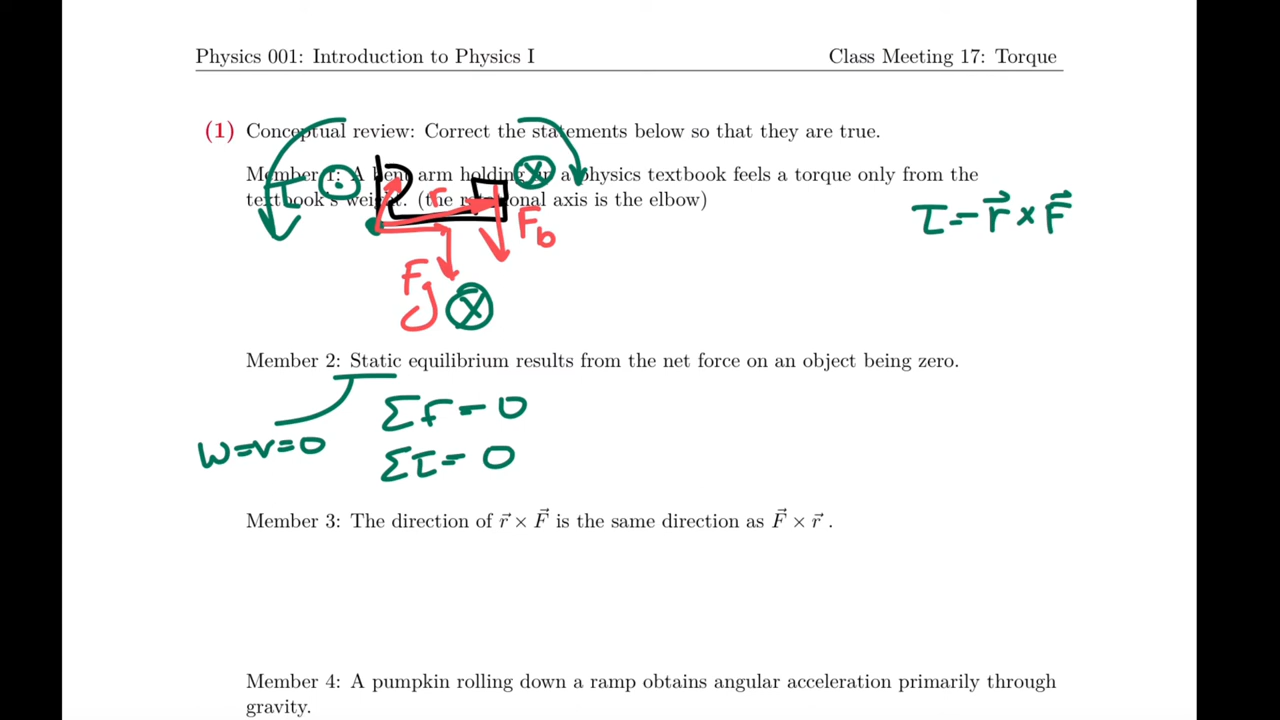 Physics 001: Introduction to Physics I
Class Meeting 17: Torque
(1) Conceptual review: Correct the statements below so that they are true.
Member 1: A bent arm holding up a physics textbook feels a torque only from the
textbook's weight. (the rotational axis is the elbow)
τ ⊙
⊗
r
F_b
F_g ⊗
τ = r⃗ × F⃗
Member 2: Static equilibrium results from the net force on an object being zero.
ΣF = 0
ω=v=0
Στ = 0
Member 3: The direction of r⃗ × F⃗ is the same direction as F⃗ × r⃗ .
Member 4: A pumpkin rolling down a ramp obtains angular acceleration primarily through
gravity.